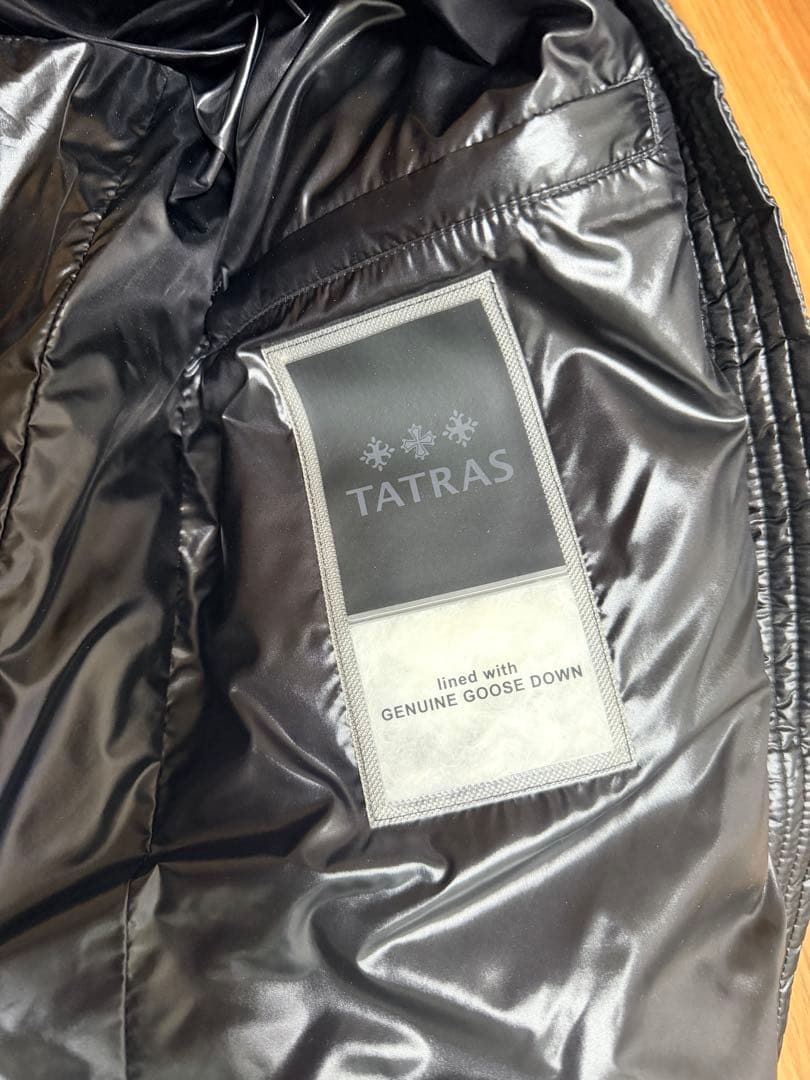 TATRAS
lined with
GENUINE GOOSE DOWN